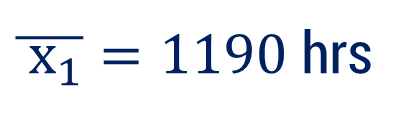 x̅₁ = 1190 hrs